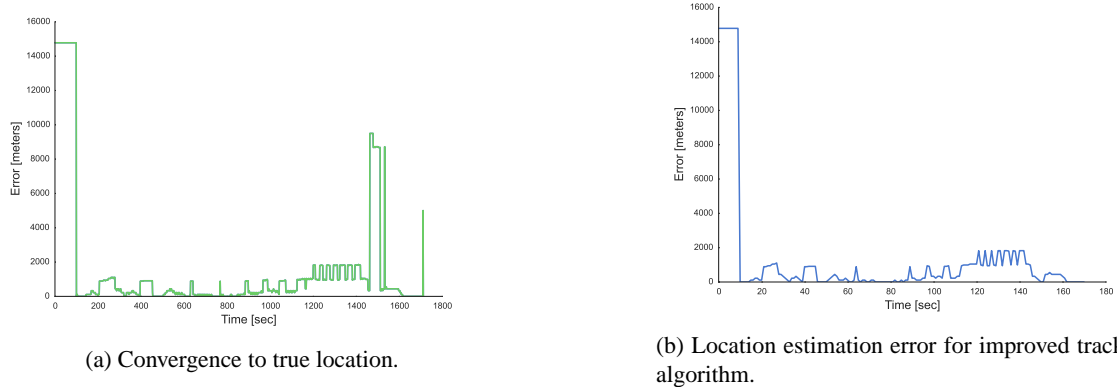 16000
14000
12000
10000
8000
6000
4000
2000
0
Error [meters]
0 200 400 600 800 1000 1200 1400 1600 1800
Time [sec]
(a) Convergence to true location.
16000
14000
12000
10000
8000
6000
4000
2000
0
Error [meters]
0 20 40 60 80 100 120 140 160 180
Time [sec]
(b) Location estimation error for improved track
algorithm.